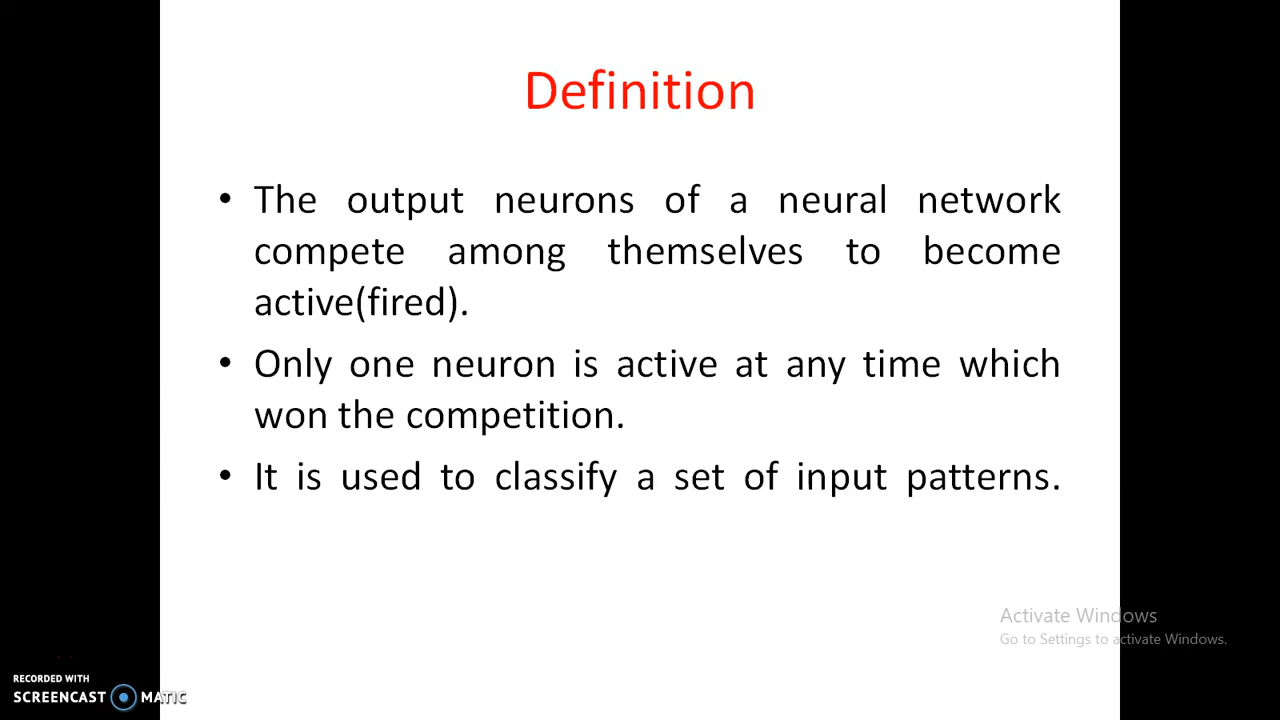 Definition
• The output neurons of a neural network
compete among themselves to become
active(fired).
• Only one neuron is active at any time which
won the competition.
• It is used to classify a set of input patterns.
Activate Windows
Go to Settings to activate Windows.
RECORDED WITH
SCREENCAST MATIC